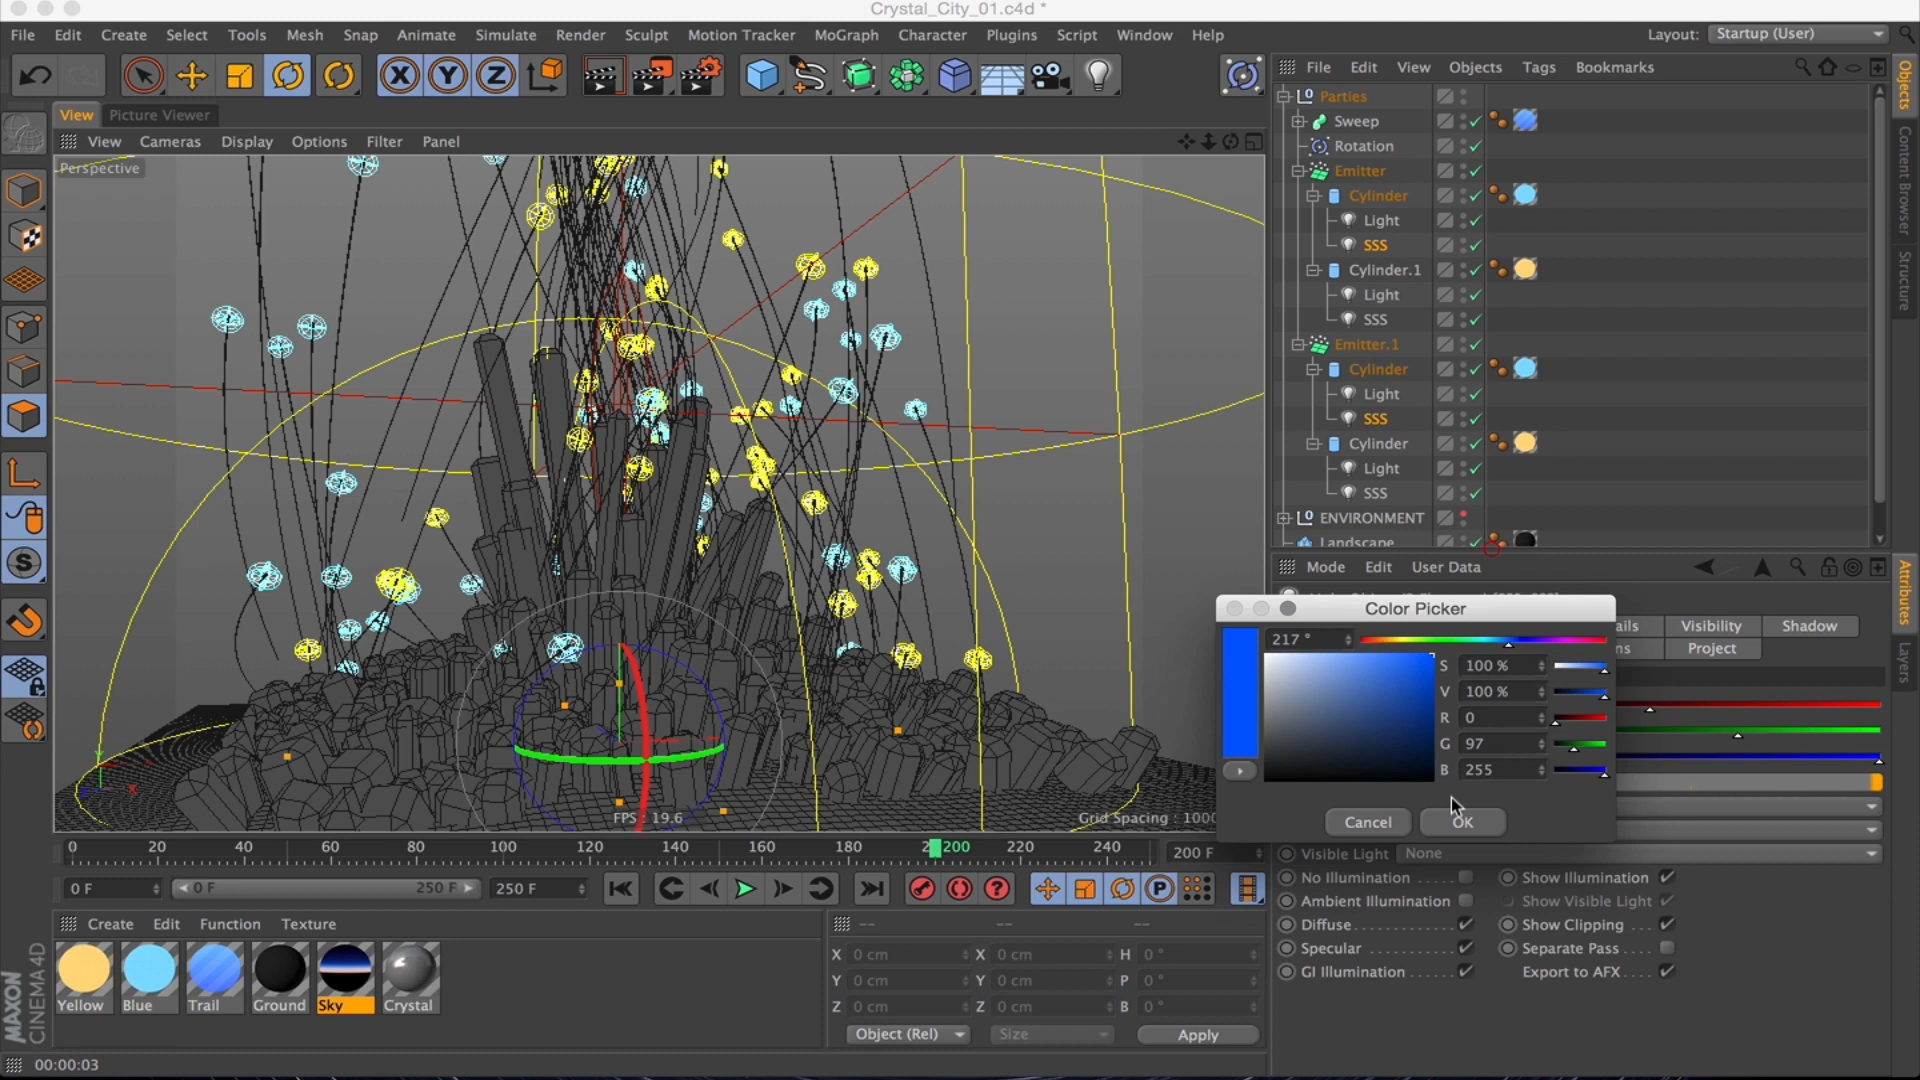 Crystal_City_01.c4d *
File Edit Create Select Tools Mesh Snap Animate Simulate Render Sculpt Motion Tracker MoGraph Character Plugins Script Window Help
Layout: Startup (User)
X Y Z
File Edit View Objects Tags Bookmarks
View Picture Viewer
View Cameras Display Options Filter Panel
Perspective
Parties
Sweep
Rotation
Emitter
Cylinder
Light
SSS
Cylinder.1
Light
SSS
Emitter.1
Cylinder
Light
SSS
Cylinder
Light
SSS
ENVIRONMENT
Landscape
Objects
Content Browser
Structure
Attributes
Layers
Mode Edit User Data
Color Picker
ails Visibility Shadow
Project
217 °
S 100 %
V 100 %
R 0
G 97
B 255
Cancel OK
FPS : 19.6
Grid Spacing : 1000
0 20 40 60 80 100 120 140 160 180 200 220 240 200 F
0 F 0 F 250 F 250 F
Visible Light None
No Illumination Show Illumination
Ambient Illumination Show Visible Light
Diffuse Show Clipping
Specular Separate Pass
GI Illumination Export to AFX
Create Edit Function Texture
Yellow Blue Trail Ground Sky Crystal
-- -- --
X 0 cm X 0 cm H 0 °
Y 0 cm Y 0 cm P 0 °
Z 0 cm Z 0 cm B 0 °
Object (Rel) Size Apply
MAXON
CINEMA4D
00:00:03